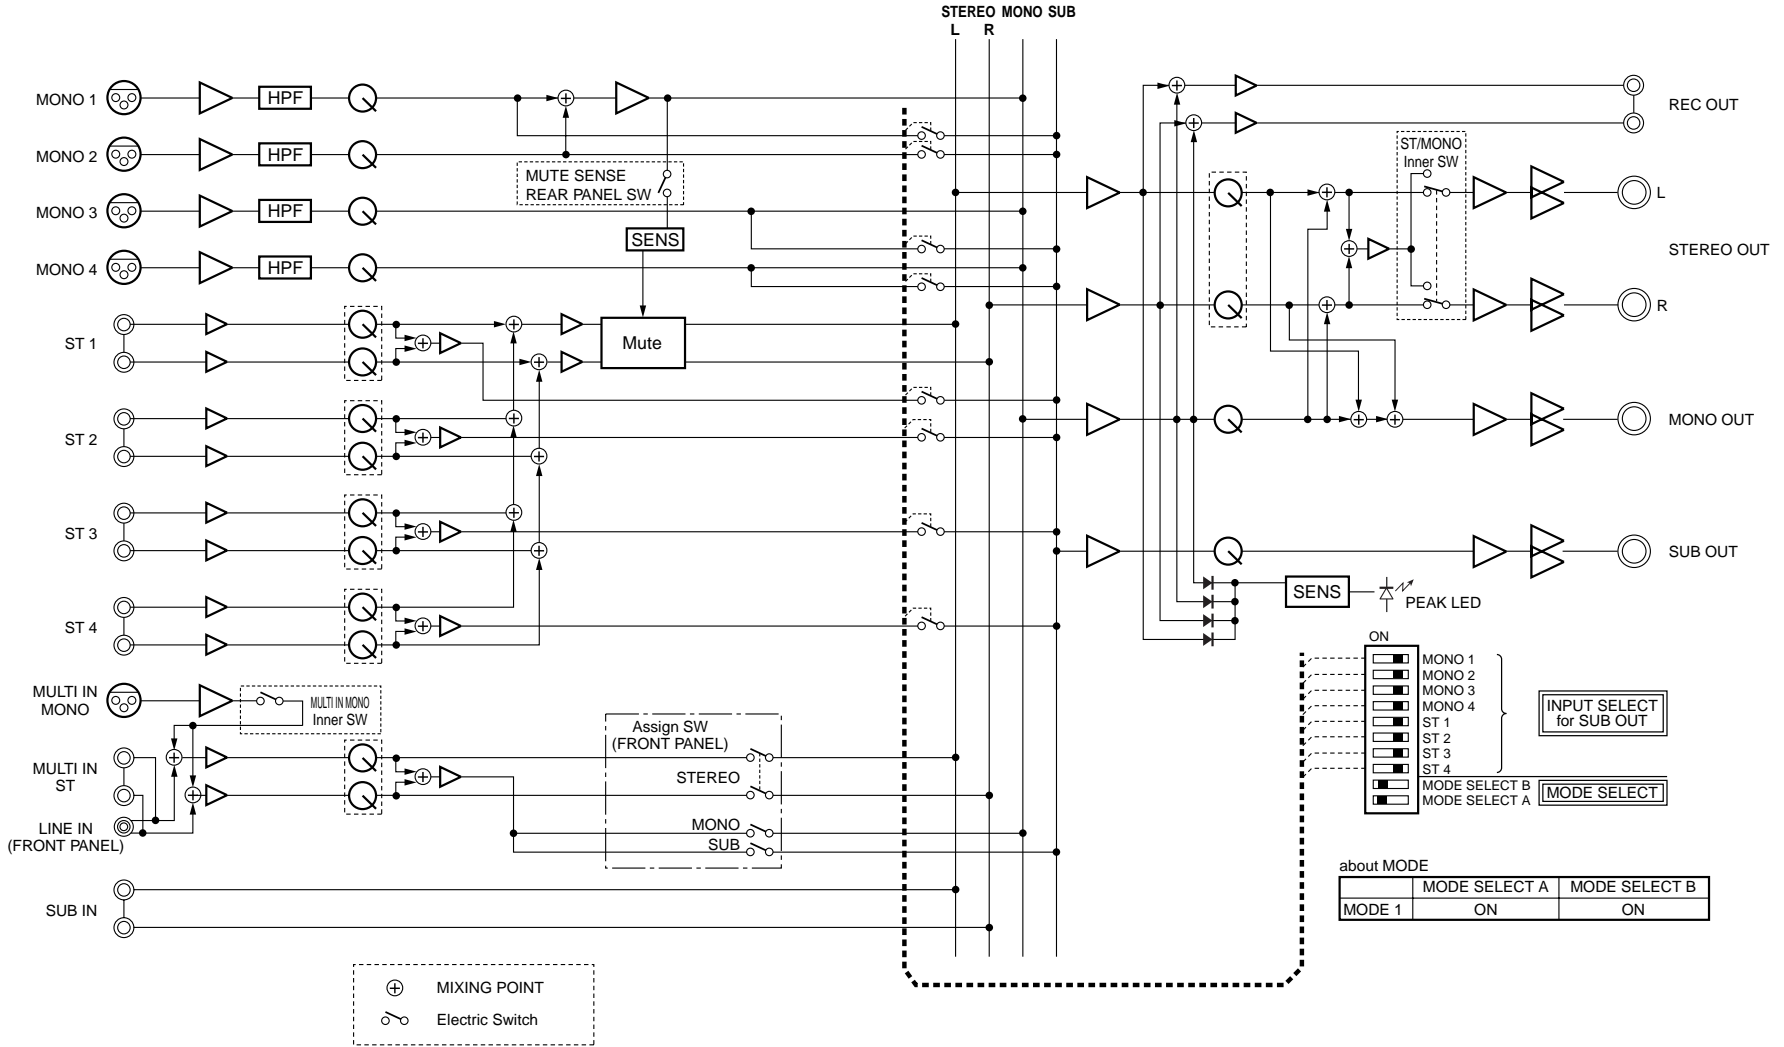 STEREO MONO SUB
L R
MONO 1
HPF
REC OUT
MONO 2
HPF
MUTE SENSE
REAR PANEL SW
ST/MONO
Inner SW
L
MONO 3
HPF
SENS
STEREO OUT
MONO 4
HPF
R
ST 1
Mute
ST 2
MONO OUT
ST 3
SUB OUT
SENS
PEAK LED
ST 4
ON
MONO 1
MONO 2
MONO 3
MONO 4
ST 1
ST 2
ST 3
ST 4
MODE SELECT B
MODE SELECT A
INPUT SELECT
for SUB OUT
MODE SELECT
MULTI IN
MONO
MULTI IN MONO
Inner SW
Assign SW
(FRONT PANEL)
MULTI IN
ST
STEREO
LINE IN
(FRONT PANEL)
MONO
SUB
SUB IN
about MODE
MODE SELECT A MODE SELECT B
MODE 1 ON ON
MIXING POINT
Electric Switch